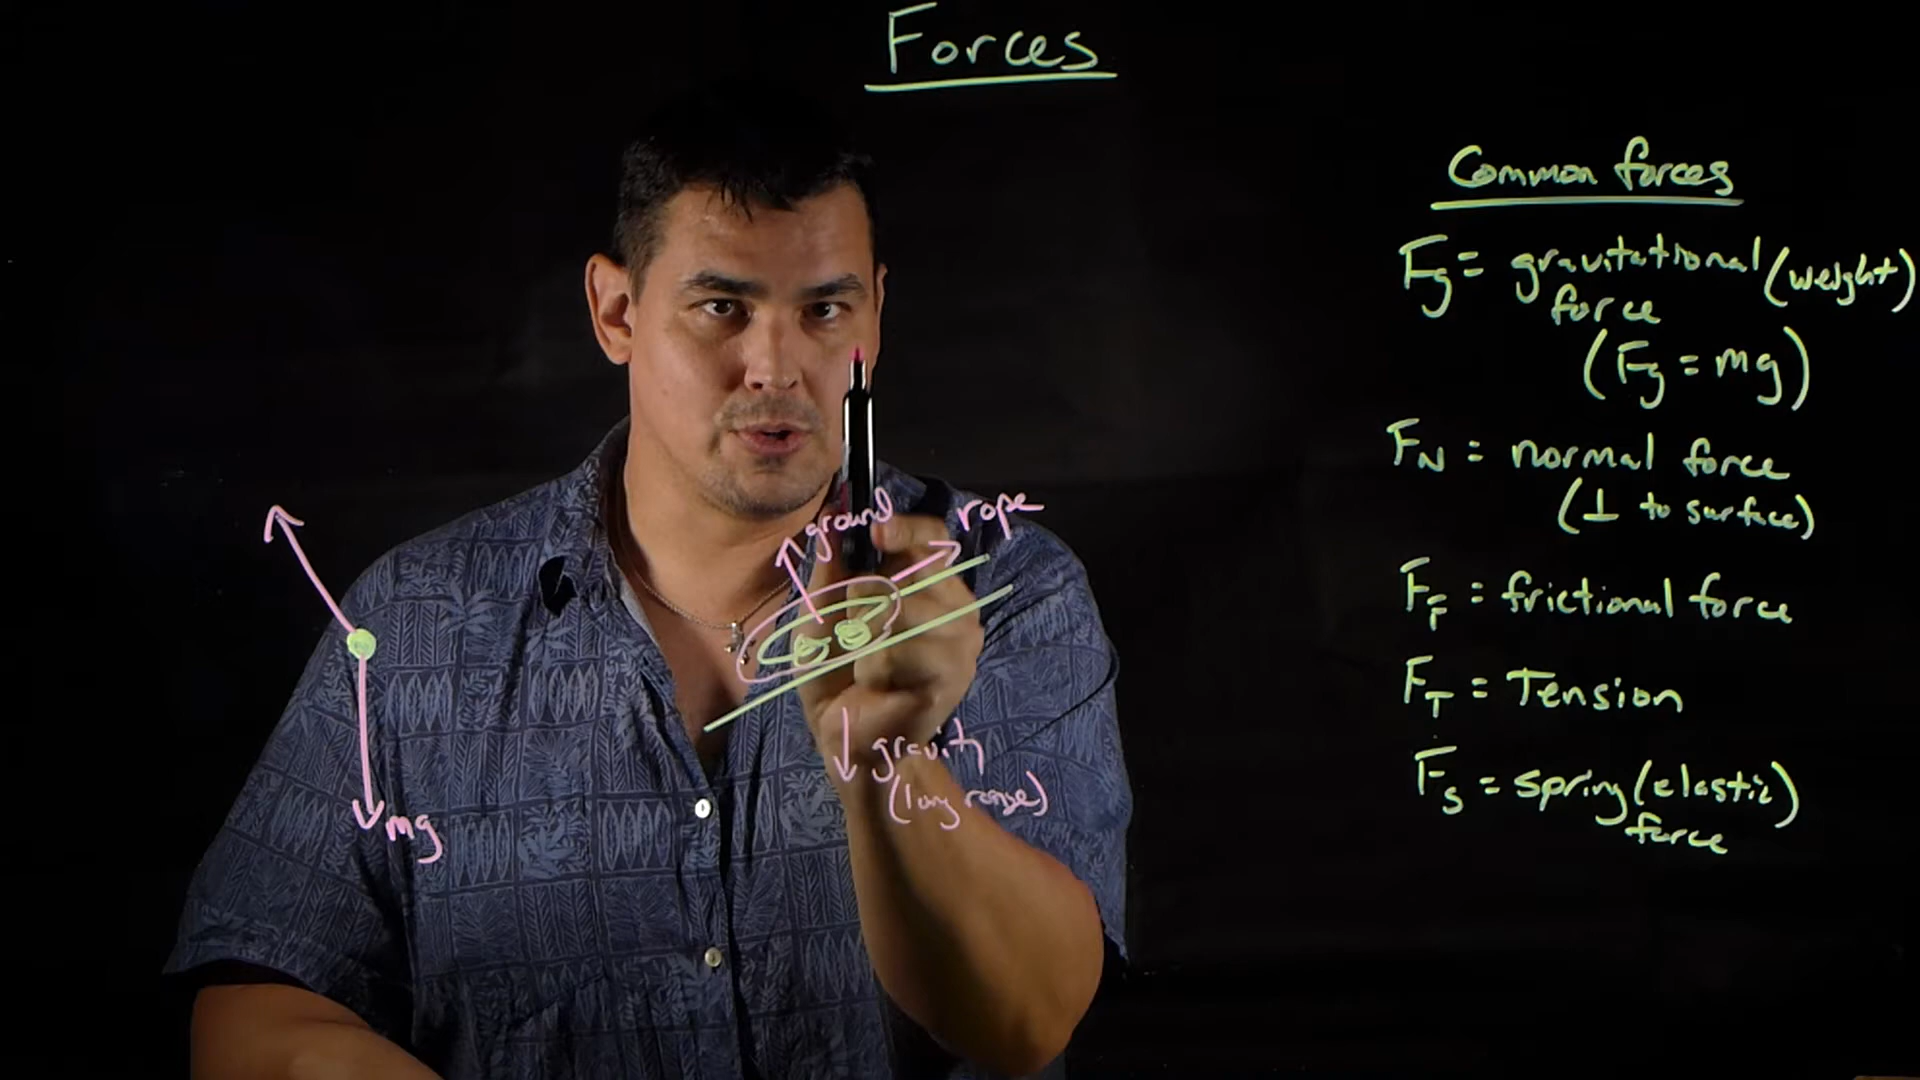 Forces
Common forces
Fg = gravitational (weight)
force
(Fg = mg)
FN = normal force
(⊥ to surface)
FF = frictional force
FT = Tension
Fs = spring (elastic)
force
ground
rope
gravity
(long range)
mg